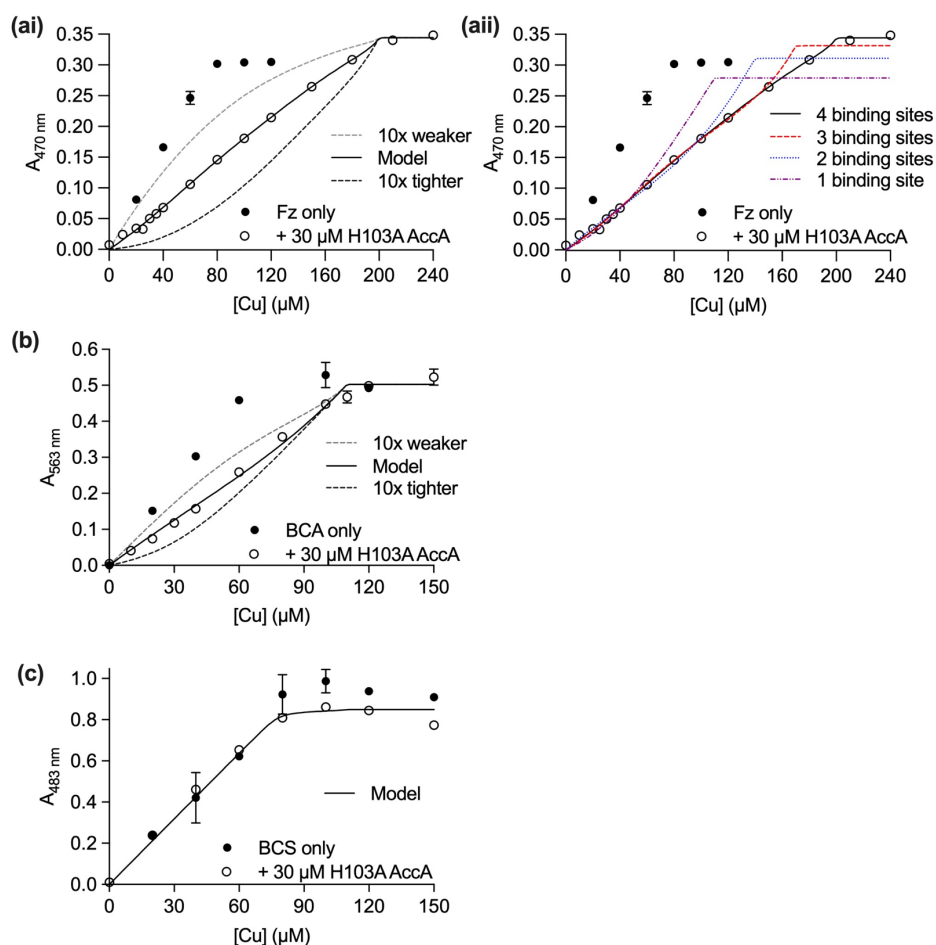 (ai)
A470 nm
0.35
0.30
0.25
0.20
0.15
0.10
0.05
0.00
10x weaker
Model
10x tighter
Fz only
+ 30 µM H103A AccA
0 40 80 120 160 200 240
[Cu] (µM)
(aii)
A470 nm
0.35
0.30
0.25
0.20
0.15
0.10
0.05
0.00
4 binding sites
3 binding sites
2 binding sites
1 binding site
Fz only
+ 30 µM H103A AccA
0 40 80 120 160 200 240
[Cu] (µM)
(b)
A563 nm
0.6
0.5
0.4
0.3
0.2
0.1
0.0
10x weaker
Model
10x tighter
BCA only
+ 30 µM H103A AccA
0 30 60 90 120 150
[Cu] (µM)
(c)
A483 nm
1.0
0.8
0.6
0.4
0.2
0.0
Model
BCS only
+ 30 µM H103A AccA
0 30 60 90 120 150
[Cu] (µM)